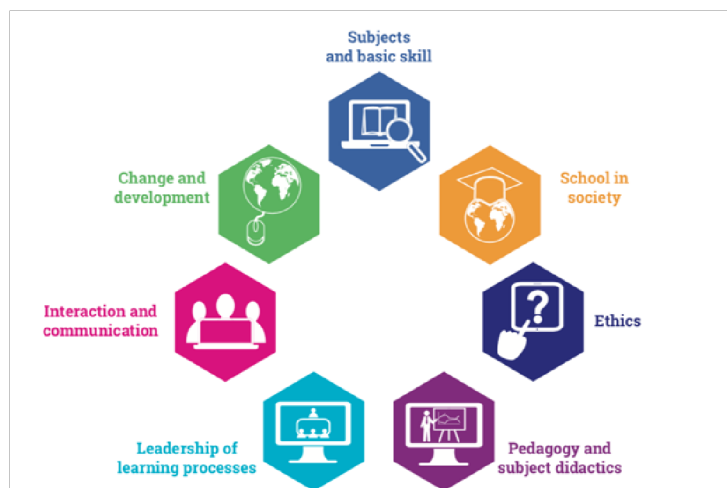 Subjects
and basic skill
School in
society
Ethics
Pedagogy and
subject didactics
Leadership of
learning processes
Interaction and
communication
Change and
development
?